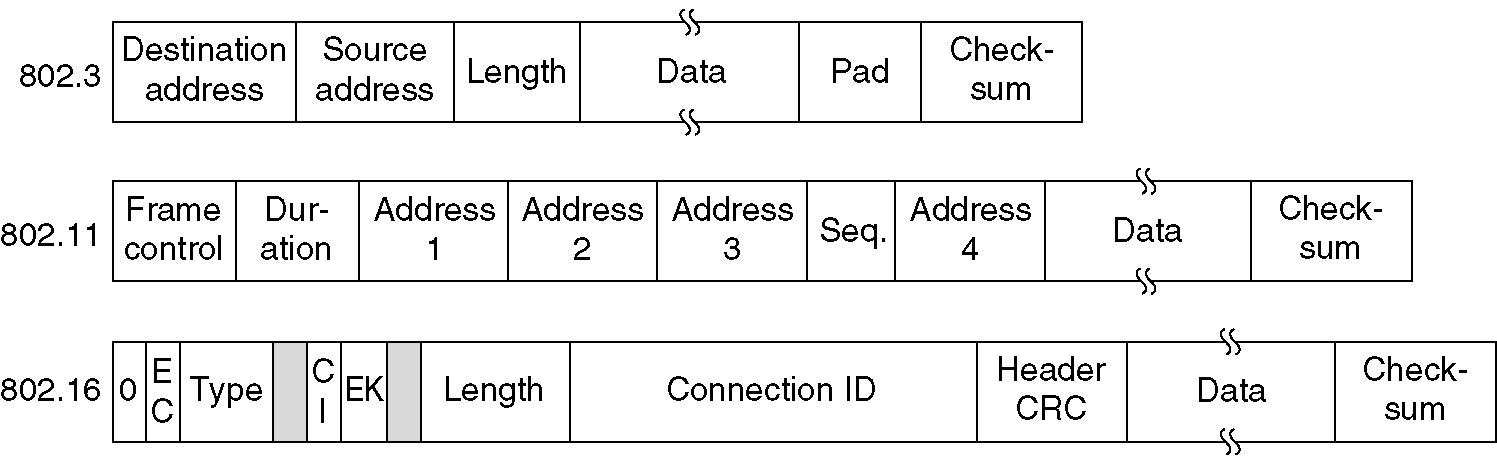 802.3
Destination
address
Source
address
Length
Data
Pad
Check-
sum
802.11
Frame
control
Dur-
ation
Address
1
Address
2
Address
3
Seq.
Address
4
Data
Check-
sum
802.16
0
E
C
Type
C
I
EK
Length
Connection ID
Header
CRC
Data
Check-
sum